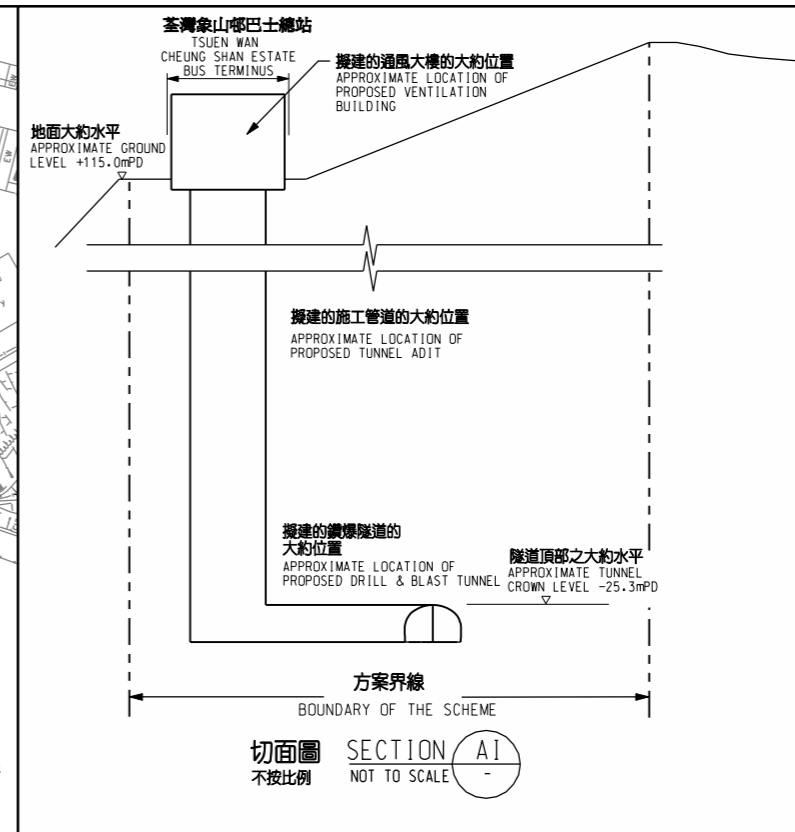 荃灣象山邨巴士總站
TSUEN WAN
CHEUNG SHAN ESTATE
BUS TERMINUS
擬建的通風大樓的大約位置
APPROXIMATE LOCATION OF
PROPOSED VENTILATION
BUILDING
地面大約水平
APPROXIMATE GROUND
LEVEL +115.0mPD
擬建的施工管道的大約位置
APPROXIMATE LOCATION OF
PROPOSED TUNNEL ADIT
擬建的鑽爆隧道的
大約位置
APPROXIMATE LOCATION OF
PROPOSED DRILL & BLAST TUNNEL
隧道頂部之大約水平
APPROXIMATE TUNNEL
CROWN LEVEL -25.3mPD
方案界線
BOUNDARY OF THE SCHEME
切面圖 SECTION AI
不按比例 NOT TO SCALE -